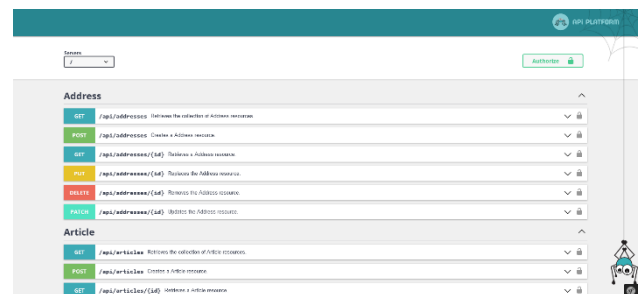 API PLATFORM
Servers
/
Authorize
Address
GET /api/addresses Retrieves the collection of Address resources.
POST /api/addresses Creates a Address resource.
GET /api/addresses/{id} Retrieves a Address resource.
PUT /api/addresses/{id} Replaces the Address resource.
DELETE /api/addresses/{id} Removes the Address resource.
PATCH /api/addresses/{id} Updates the Address resource.
Article
GET /api/articles Retrieves the collection of Article resources.
POST /api/articles Creates a Article resource.
GET /api/articles/{id} Retrieves a Article resource.